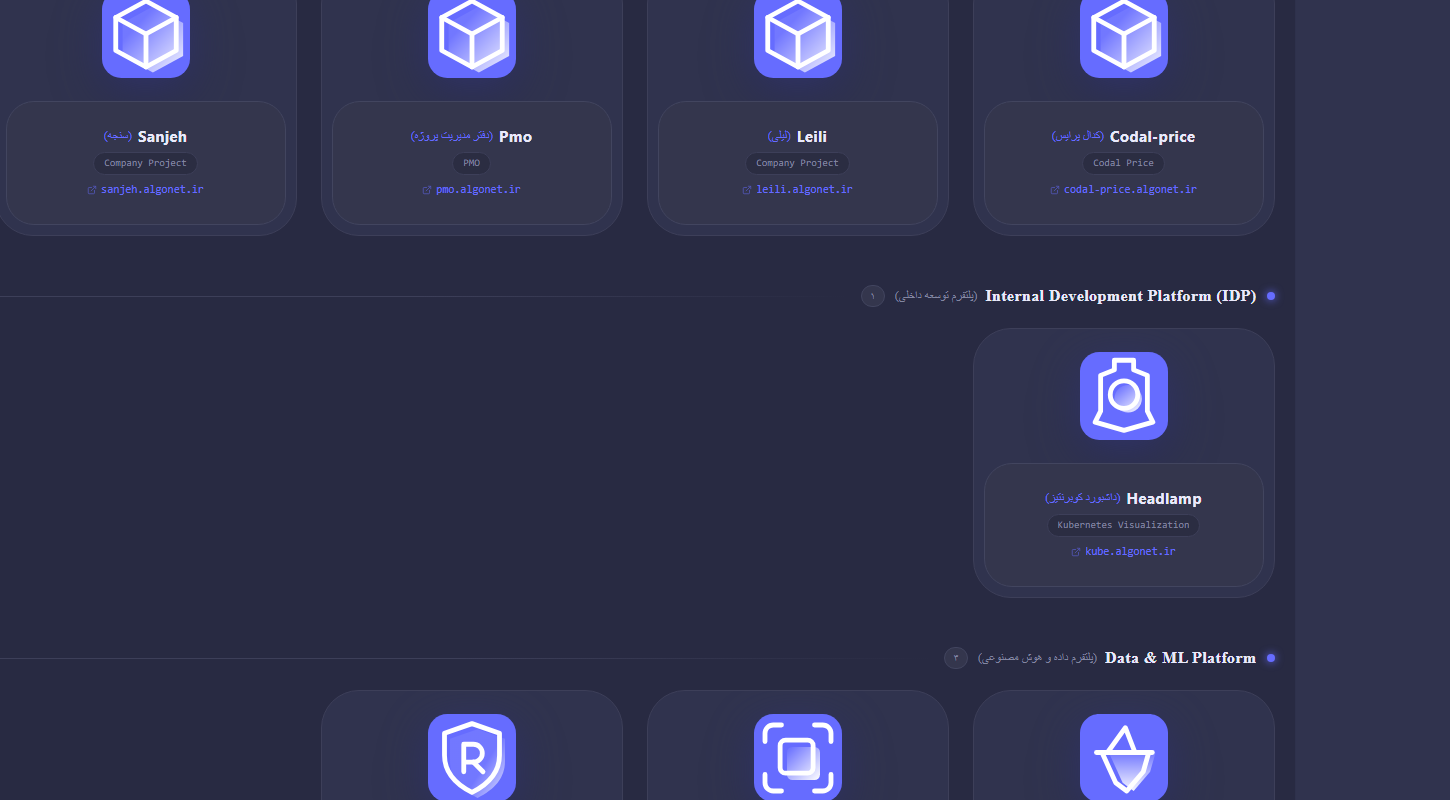 Codal-price (کدال پرایس)
Codal Price
codal-price.algonet.ir
Leili (لیلی)
Company Project
leili.algonet.ir
Pmo (دفتر مدیریت پروژه)
PMO
pmo.algonet.ir
Sanjeh (سنجه)
Company Project
sanjeh.algonet.ir
Internal Development Platform (IDP) (پلتفرم توسعه داخلی) ۱
Headlamp (داشبورد کوبرنتیز)
Kubernetes Visualization
kube.algonet.ir
Data & ML Platform (پلتفرم داده و هوش مصنوعی) ۳
R